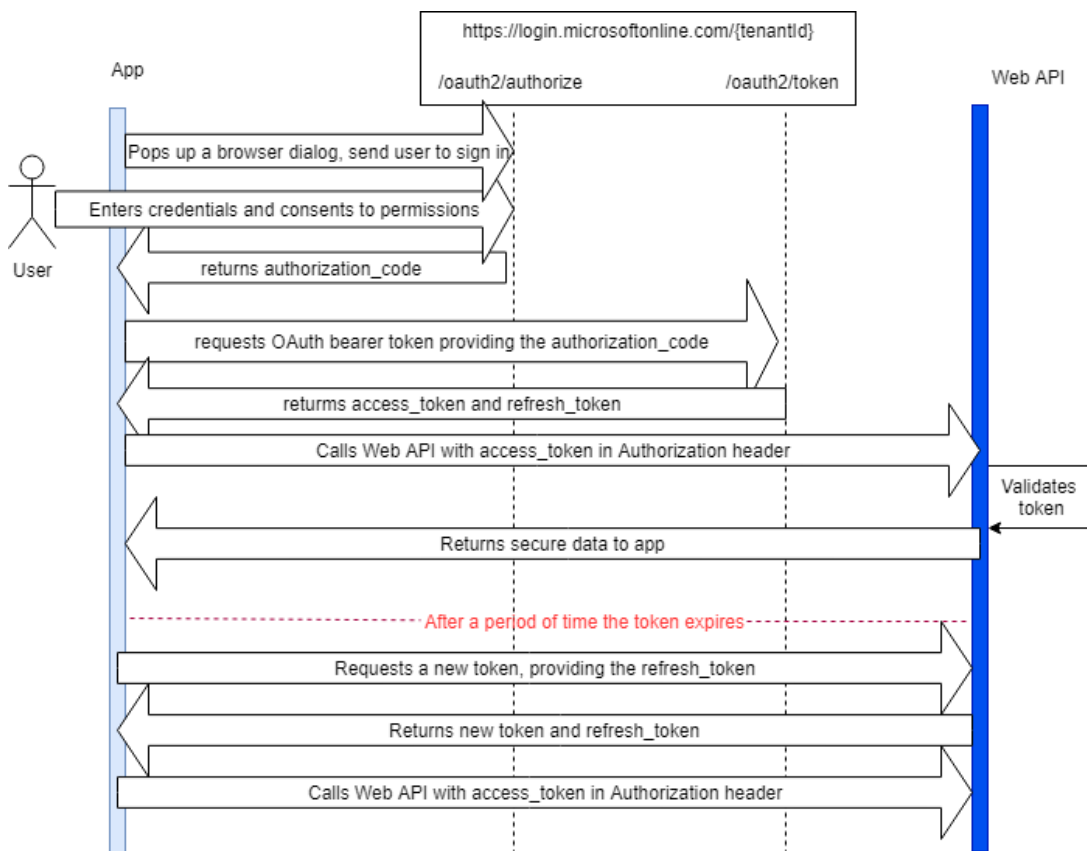 https://login.microsoftonline.com/{tenantId}
App
/oauth2/authorize
/oauth2/token
Web API
Pops up a browser dialog, send user to sign in
Enters credentials and consents to permissions
User
returns authorization_code
requests OAuth bearer token providing the authorization_code
returms access_token and refresh_token
Calls Web API with access_token in Authorization header
Validates
token
Returns secure data to app
After a period of time the token expires
Requests a new token, providing the refresh_token
Returns new token and refresh_token
Calls Web API with access_token in Authorization header